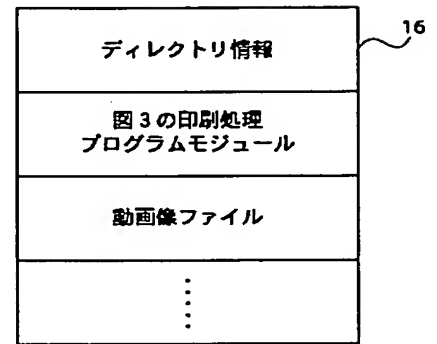 ディレクトリ情報
16
図3の印刷処理
プログラムモジュール
動画像ファイル